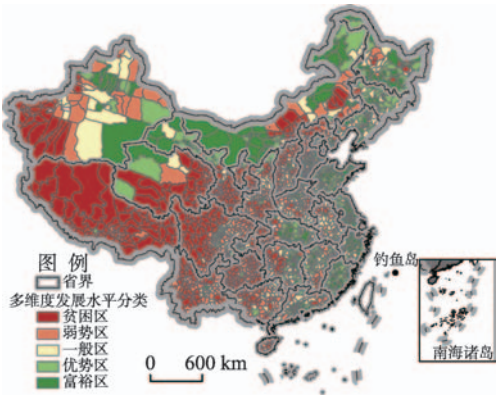 钓鱼岛
图 例
省界
多维度发展水平分类
贫困区
弱势区
一般区
优势区
富裕区
0 600 km
南海诸岛